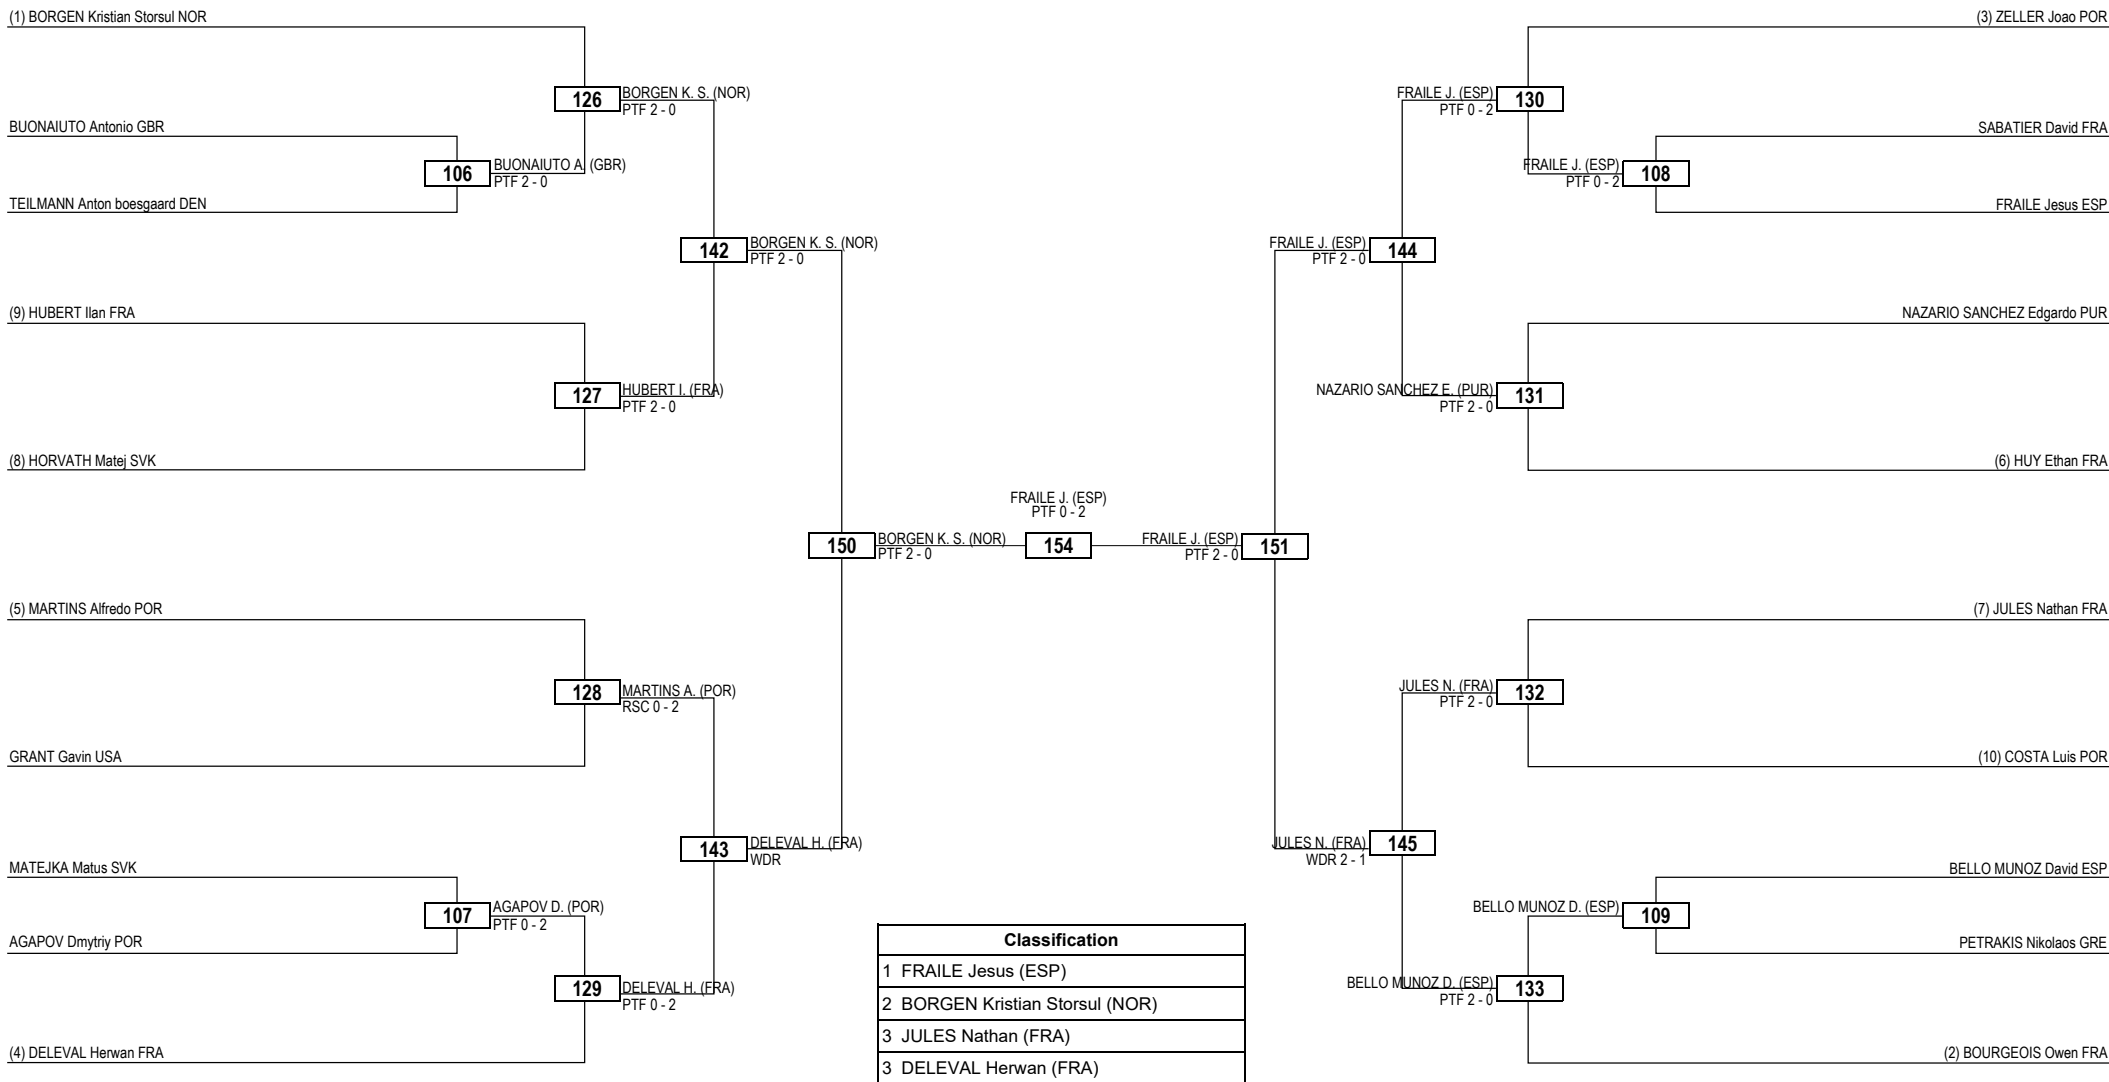 (1) BORGEN Kristian Storsul NOR
126
BORGEN K. S. (NOR)
PTF 2 - 0
BUONAIUTO Antonio GBR
106
BUONAIUTO A. (GBR)
PTF 2 - 0
TEILMANN Anton boesgaard DEN
142
BORGEN K. S. (NOR)
PTF 2 - 0
(9) HUBERT Ilan FRA
127
HUBERT I. (FRA)
PTF 2 - 0
(8) HORVATH Matej SVK
150
BORGEN K. S. (NOR)
PTF 2 - 0
(5) MARTINS Alfredo POR
128
MARTINS A. (POR)
RSC 0 - 2
GRANT Gavin USA
143
DELEVAL H. (FRA)
WDR
MATEJKA Matus SVK
107
AGAPOV D. (POR)
PTF 0 - 2
AGAPOV Dmytriy POR
129
DELEVAL H. (FRA)
PTF 0 - 2
(4) DELEVAL Herwan FRA
FRAILE J. (ESP)
PTF 0 - 2
154
(3) ZELLER Joao POR
FRAILE J. (ESP)
PTF 0 - 2
130
SABATIER David FRA
FRAILE J. (ESP)
PTF 0 - 2
108
FRAILE Jesus ESP
FRAILE J. (ESP)
PTF 2 - 0
144
NAZARIO SANCHEZ Edgardo PUR
NAZARIO SANCHEZ E. (PUR)
PTF 2 - 0
131
(6) HUY Ethan FRA
FRAILE J. (ESP)
PTF 2 - 0
151
(7) JULES Nathan FRA
JULES N. (FRA)
PTF 2 - 0
132
(10) COSTA Luis POR
JULES N. (FRA)
WDR 2 - 1
145
BELLO MUNOZ David ESP
BELLO MUNOZ D. (ESP)
109
PETRAKIS Nikolaos GRE
BELLO MUNOZ D. (ESP)
PTF 2 - 0
133
(2) BOURGEOIS Owen FRA
Classification
1 FRAILE Jesus (ESP)
2 BORGEN Kristian Storsul (NOR)
3 JULES Nathan (FRA)
3 DELEVAL Herwan (FRA)